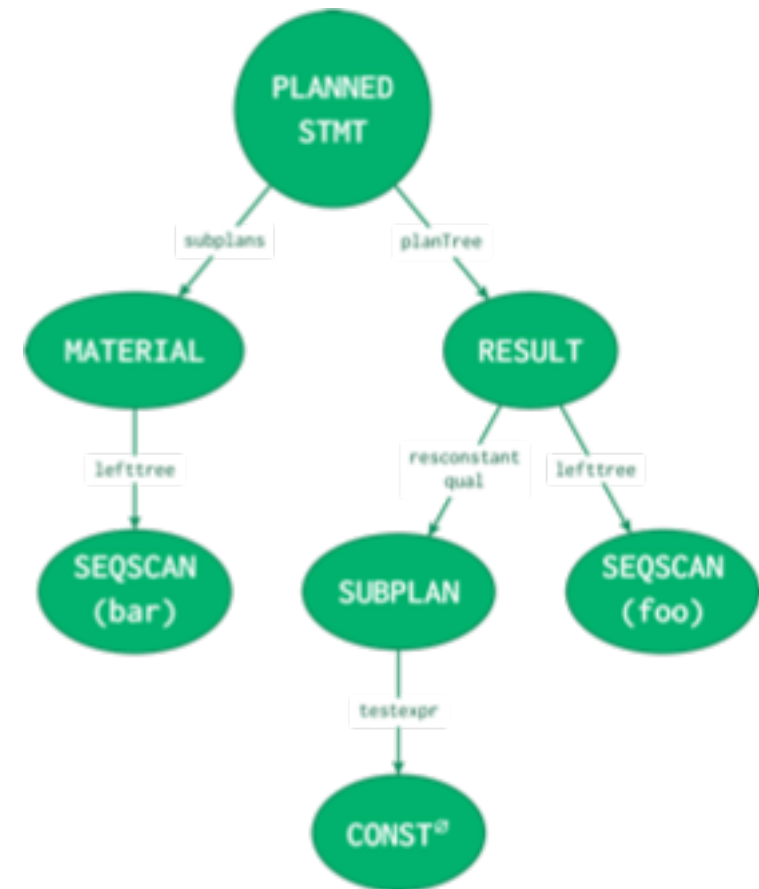 PLANNED
STMT
subplans
planTree
MATERIAL
RESULT
lefttree
resconstant
qual
lefttree
SEQSCAN
(bar)
SUBPLAN
SEQSCAN
(foo)
testexpr
CONST∅